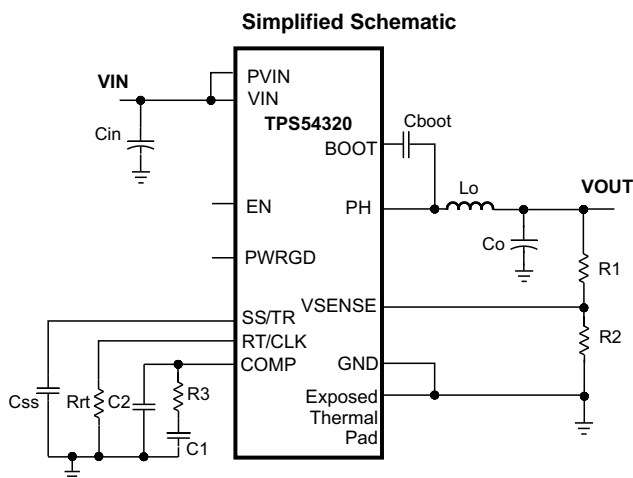 Simplified Schematic
VIN
PVIN
VIN
TPS54320
Cin
Cboot
BOOT
Lo
VOUT
EN
PH
Co
R1
PWRGD
VSENSE
SS/TR
R2
RT/CLK
COMP
GND
Css
Rrt
C2
R3
C1
Exposed
Thermal
Pad